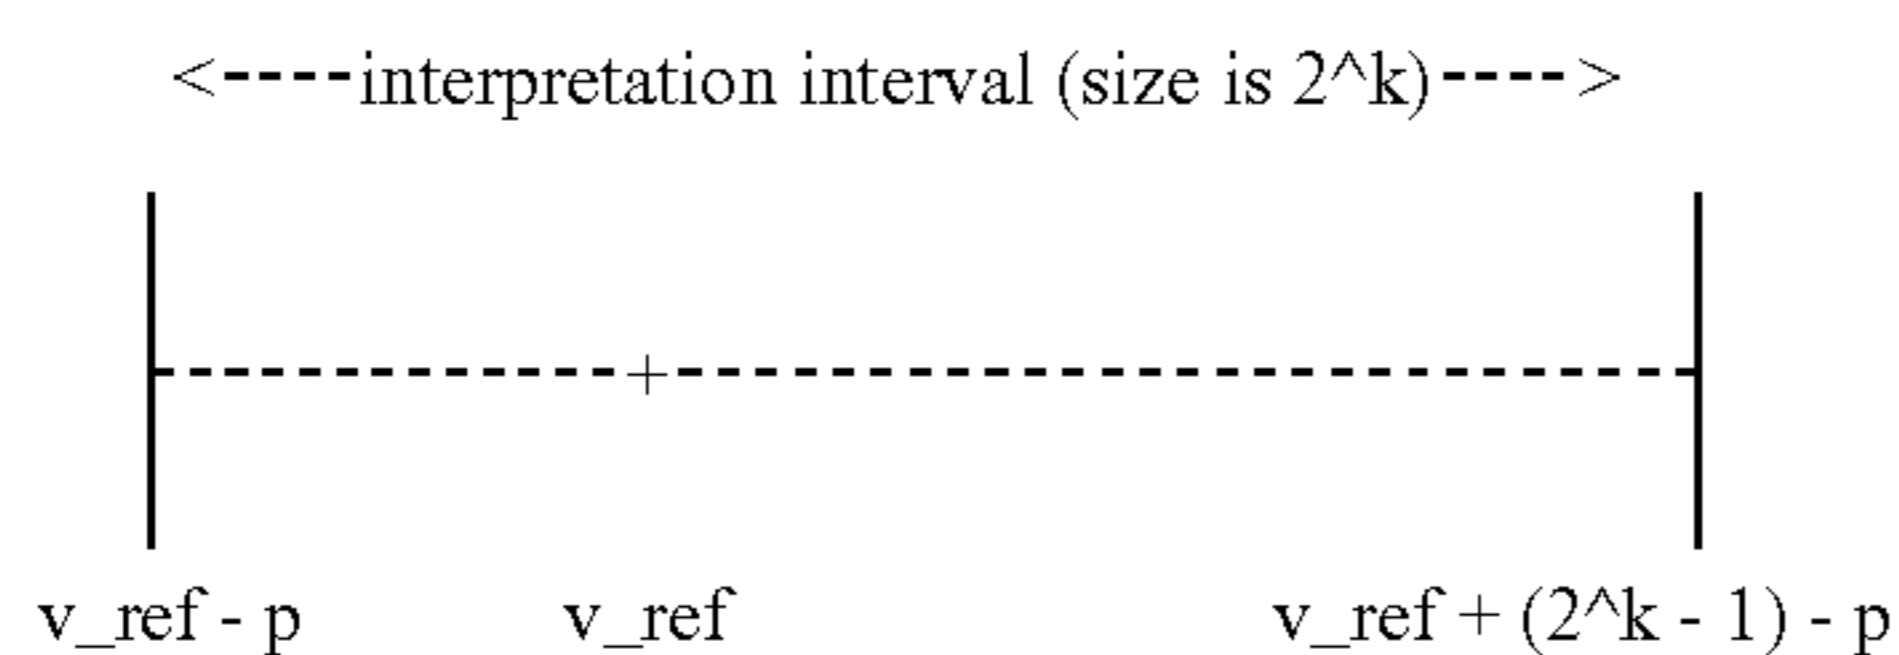 <----interpretation interval (size is 2^k)---->
+
v_ref - p v_ref v_ref + (2^k - 1) - p